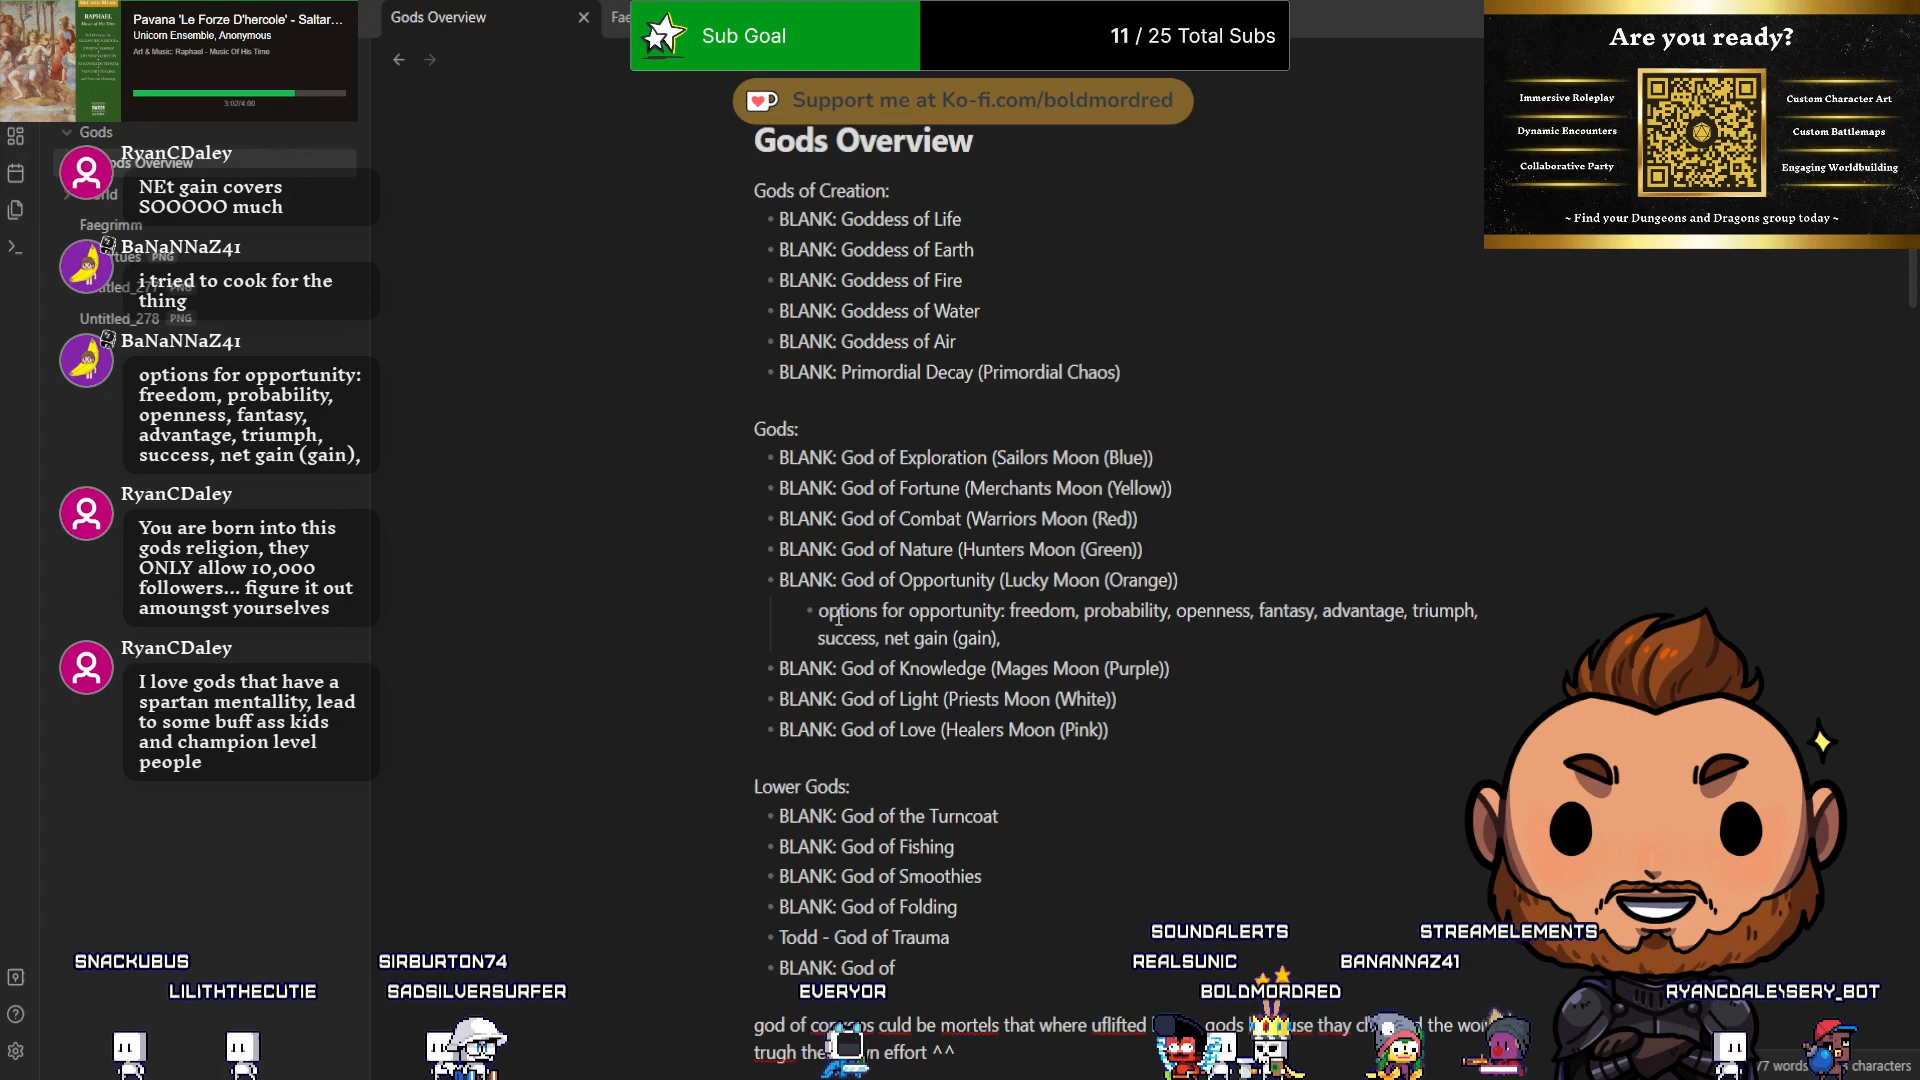 Pavana 'Le Forze D'hercole' - Saltar...
Unicorn Ensemble, Anonymous
Art & Music: Raphael - Music Of His Time
3:02/4:00
RAPHAEL
NAXOS
Gods Overview
Sub Goal
11 / 25 Total Subs
Support me at Ko-fi.com/boldmordred
Are you ready?
Immersive Roleplay
Dynamic Encounters
Collaborative Party
Custom Character Art
Custom Battlemaps
Engaging Worldbuilding
~ Find your Dungeons and Dragons group today ~
Gods
ods Overview
Faegrimm
PNG
Untitled_278 PNG
RyanCDaley
NEt gain covers
SOOOOO much
BaNaNNaZ41
i tried to cook for the
thing
BaNaNNaZ41
options for opportunity:
freedom, probability,
openness, fantasy,
advantage, triumph,
success, net gain (gain),
RyanCDaley
You are born into this
gods religion, they
ONLY allow 10,000
followers... figure it out
amoungst yourselves
RyanCDaley
I love gods that have a
spartan mentallity, lead
to some buff ass kids
and champion level
people
Gods Overview
Gods of Creation:
BLANK: Goddess of Life
BLANK: Goddess of Earth
BLANK: Goddess of Fire
BLANK: Goddess of Water
BLANK: Goddess of Air
BLANK: Primordial Decay (Primordial Chaos)
Gods:
BLANK: God of Exploration (Sailors Moon (Blue))
BLANK: God of Fortune (Merchants Moon (Yellow))
BLANK: God of Combat (Warriors Moon (Red))
BLANK: God of Nature (Hunters Moon (Green))
BLANK: God of Opportunity (Lucky Moon (Orange))
options for opportunity: freedom, probability, openness, fantasy, advantage, triumph,
success, net gain (gain),
BLANK: God of Knowledge (Mages Moon (Purple))
BLANK: God of Light (Priests Moon (White))
BLANK: God of Love (Healers Moon (Pink))
Lower Gods:
BLANK: God of the Turncoat
BLANK: God of Fishing
BLANK: God of Smoothies
BLANK: God of Folding
Todd - God of Trauma
BLANK: God of
god of culd be mortels that where uflifted gods thay the
trugh effort ^^
SNACKUBUS
LILITHTHECUTIE
SIRBURTON74
SADSILVERSURFER
EVERYOR
SOUNDALERTS
REALSUNIC
BOLDMORDRED
STREAMELEMENTS
BANANNAZ41
SERY_BOT
77 words
characters